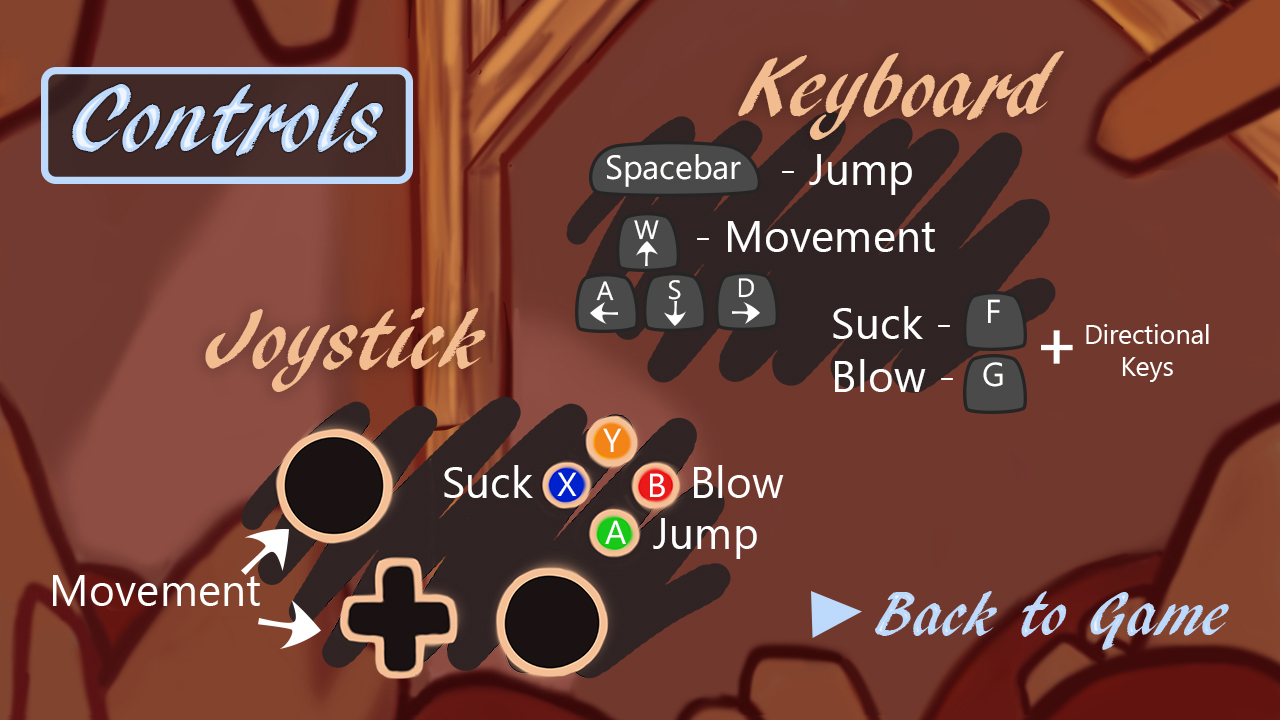 Controls
Keyboard
Spacebar - Jump
W - Movement
A S D
Suck - F
Blow - G
+ Directional
Keys
Joystick
Y
Suck X B Blow
A Jump
Movement
Back to Game